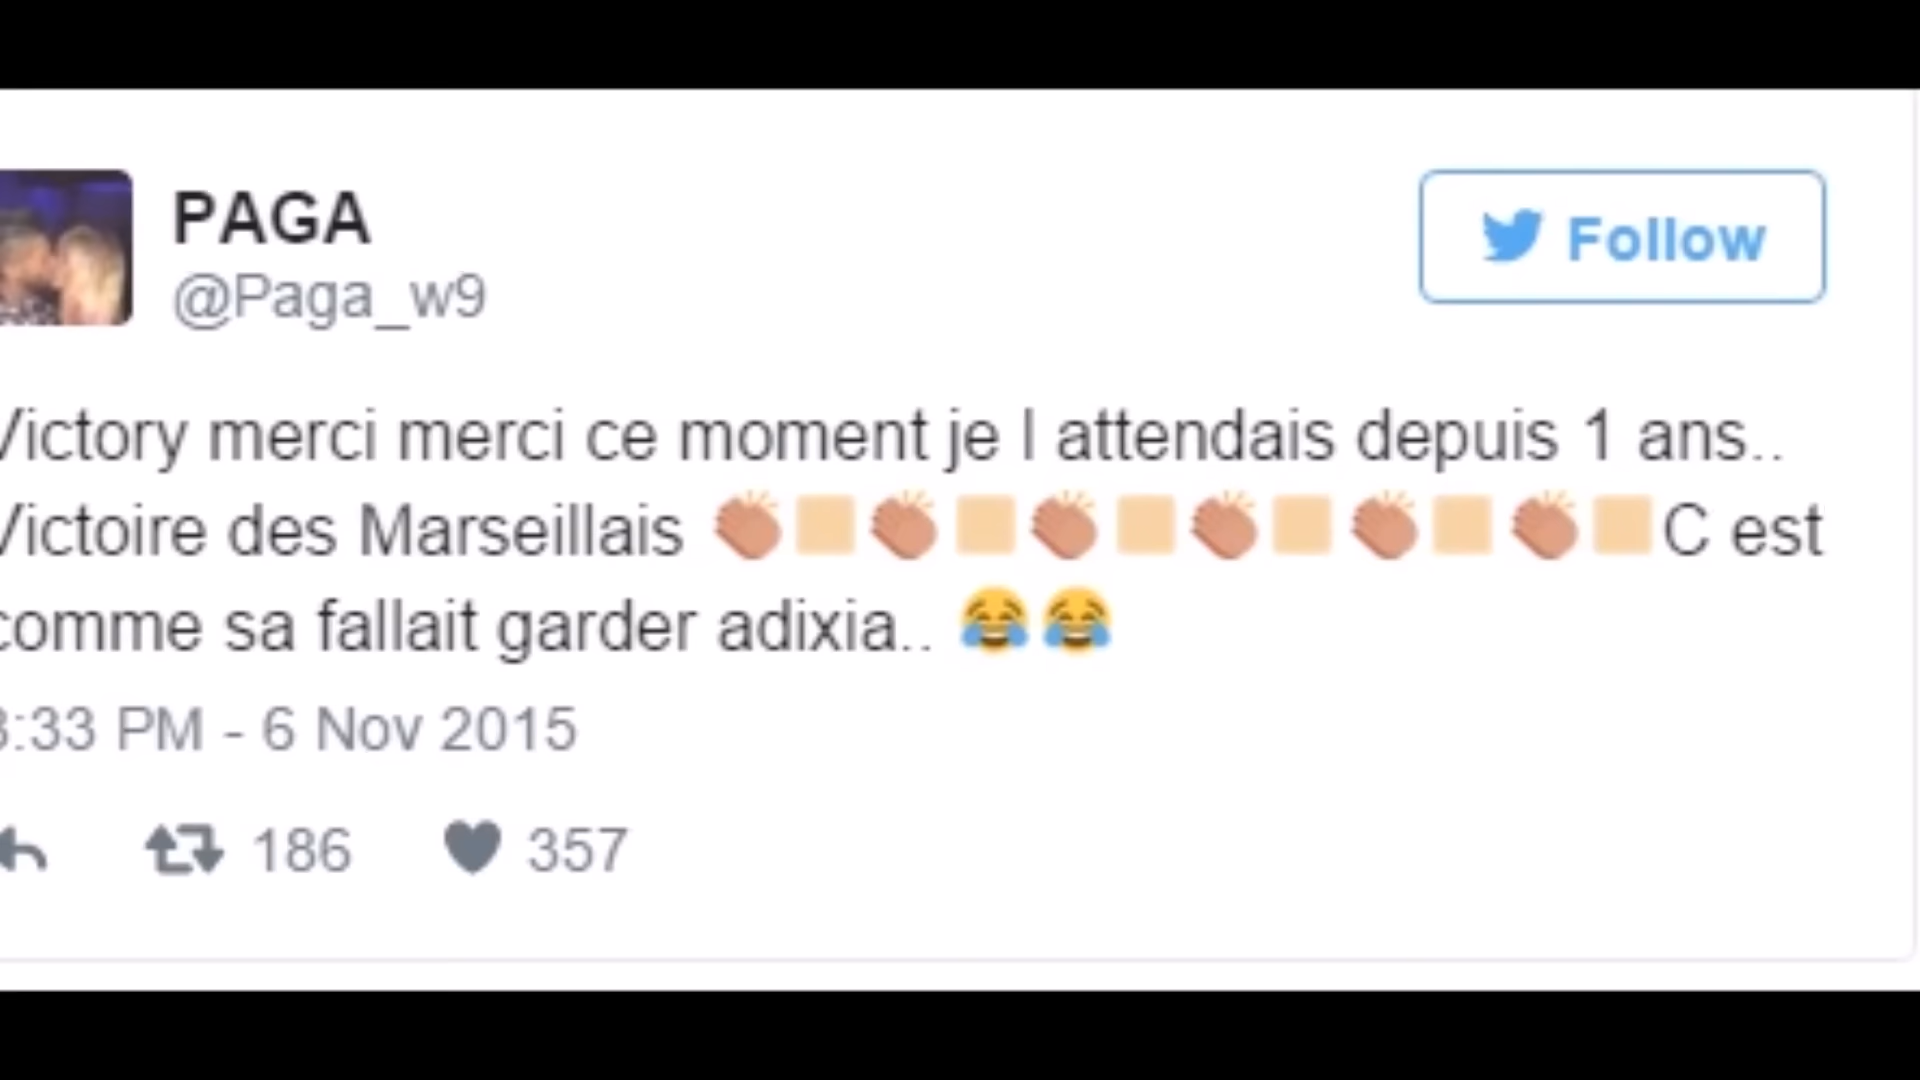 PAGA
@Paga_w9
Follow
Victory merci merci ce moment je l attendais depuis 1 ans..
Victoire des Marseillais 👏🏼👏🏼👏🏼👏🏼👏🏼👏🏼C est
comme sa fallait garder adixia.. 😂😂
:33 PM - 6 Nov 2015
186 357